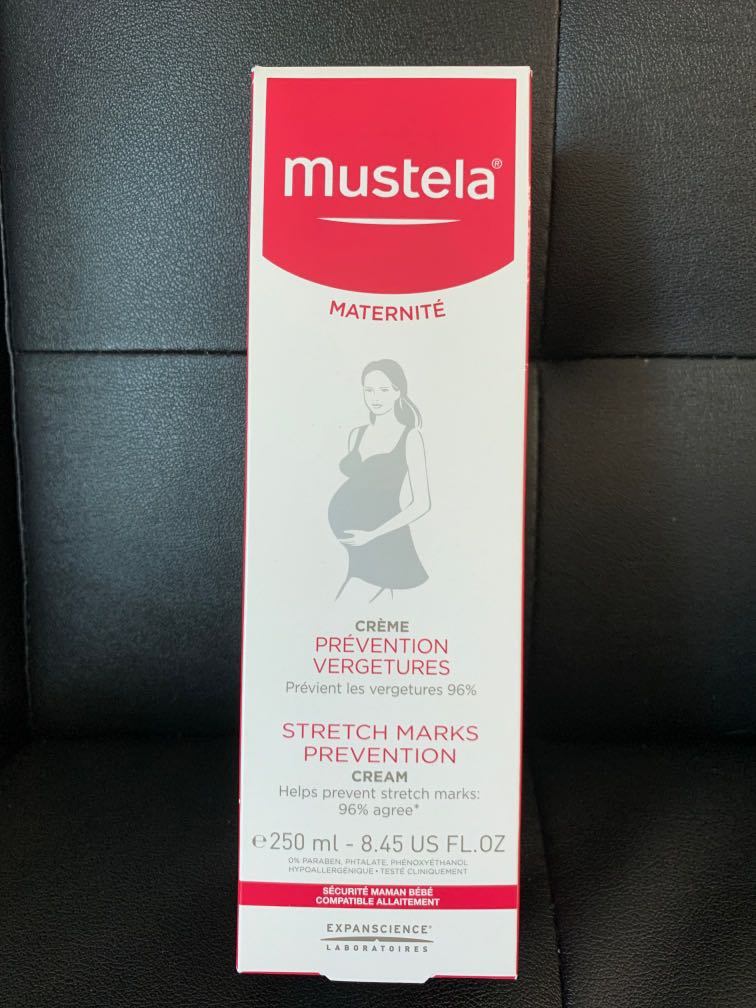 mustela®
MATERNITÉ
CRÈME
PRÉVENTION
VERGETURES
Prévient les vergetures 96%
STRETCH MARKS
PREVENTION
CREAM
Helps prevent stretch marks:
96% agree*
℮ 250 ml - 8.45 US FL.OZ
0% PARABEN, PHTALATE, PHÉNOXYÉTHANOL
HYPOALLERGÉNIQUE • TESTÉ CLINIQUEMENT
SÉCURITÉ MAMAN BÉBÉ
COMPATIBLE ALLAITEMENT
EXPANSCIENCE®
LABORATOIRES